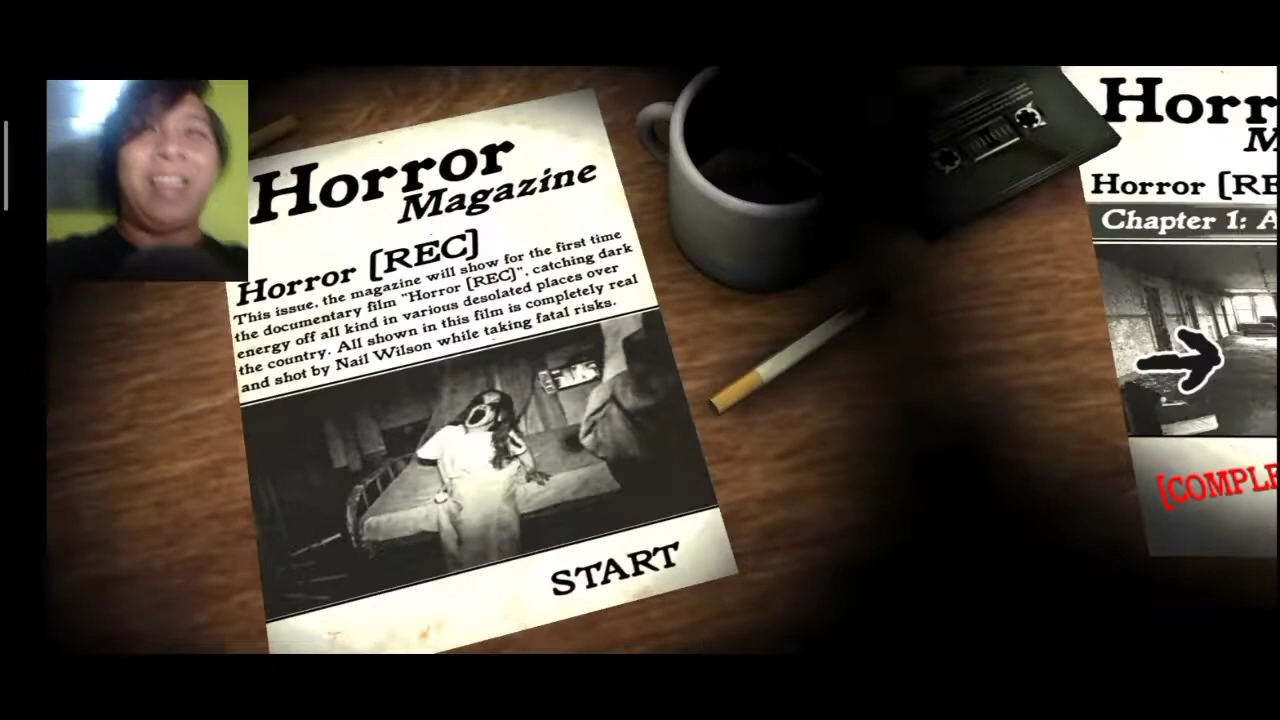 Horror
Magazine
Horror [REC]
This issue, the magazine will show for the first time
the documentary film "Horror [REC]", catching dark
energy off all kind in various desolated places over
the country. All shown in this film is completely real
and shot by Nail Wilson while taking fatal risks.
START
Horr
M
Horror [RE
Chapter 1: A
[COMPLE